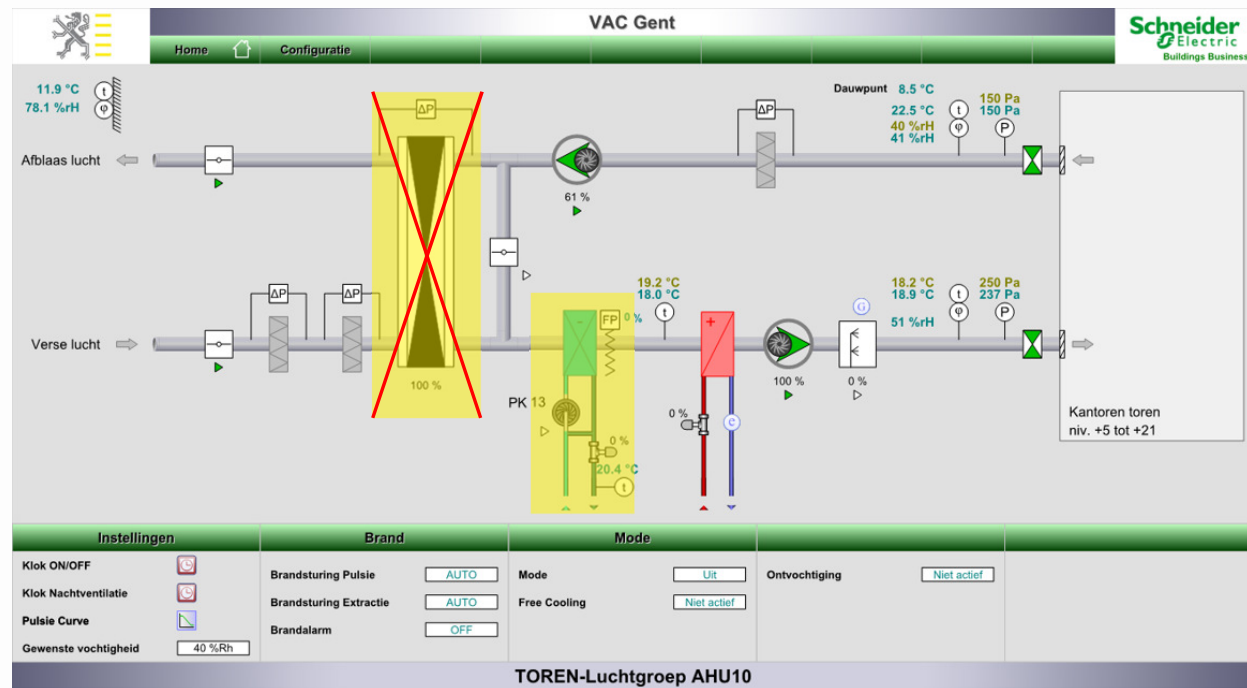 VAC Gent
Schneider
Electric
Buildings Business
Home
Configuratie
11.9 °C
t
78.1 %rH
φ
ΔP
ΔP
Dauwpunt 8.5 °C
150 Pa
22.5 °C
t
150 Pa
40 %rH
φ
P
41 %rH
Afblaas lucht
61 %
ΔP
ΔP
19.2 °C
18.0 °C
t
18.2 °C
250 Pa
18.9 °C
t
237 Pa
φ
P
51 %rH
G
- FP 0 %
+
Verse lucht
100 %
100 %
0 %
PK 13
0 %
e
0 %
20.4 °C
t
Kantoren toren
niv. +5 tot +21
Instellingen
Brand
Mode
Klok ON/OFF
Klok Nachtventilatie
Pulsie Curve
Gewenste vochtigheid 40 %Rh
Brandsturing Pulsie AUTO
Brandsturing Extractie AUTO
Brandalarm OFF
Mode Uit
Free Cooling Niet actief
Ontvochtiging Niet actief
TOREN-Luchtgroep AHU10